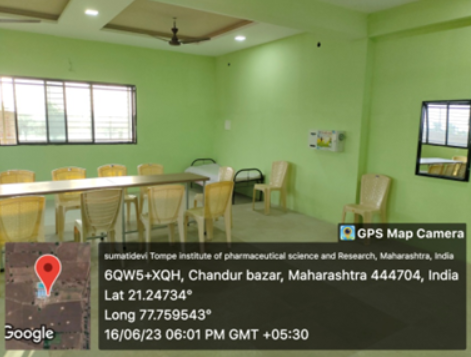 GPS Map Camera
sumatidevi Tompe institute of pharmaceutical science and Research, Maharashtra, India
6QW5+XQH, Chandur bazar, Maharashtra 444704, India
Lat 21.24734°
Long 77.759543°
16/06/23 06:01 PM GMT +05:30
Google